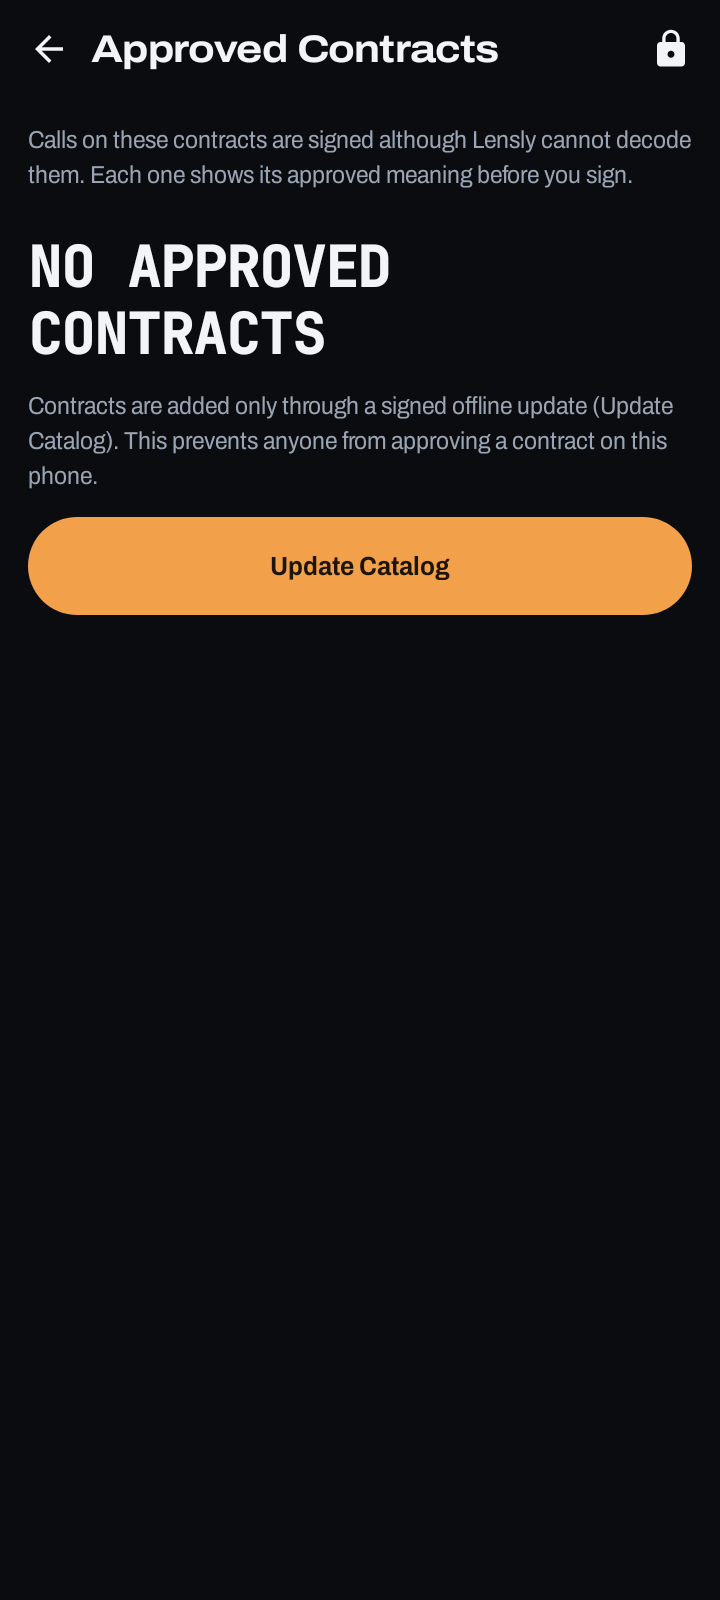 Approved Contracts
Calls on these contracts are signed although Lensly cannot decode
them. Each one shows its approved meaning before you sign.
NO APPROVED
CONTRACTS
Contracts are added only through a signed offline update (Update
Catalog). This prevents anyone from approving a contract on this
phone.
Update Catalog